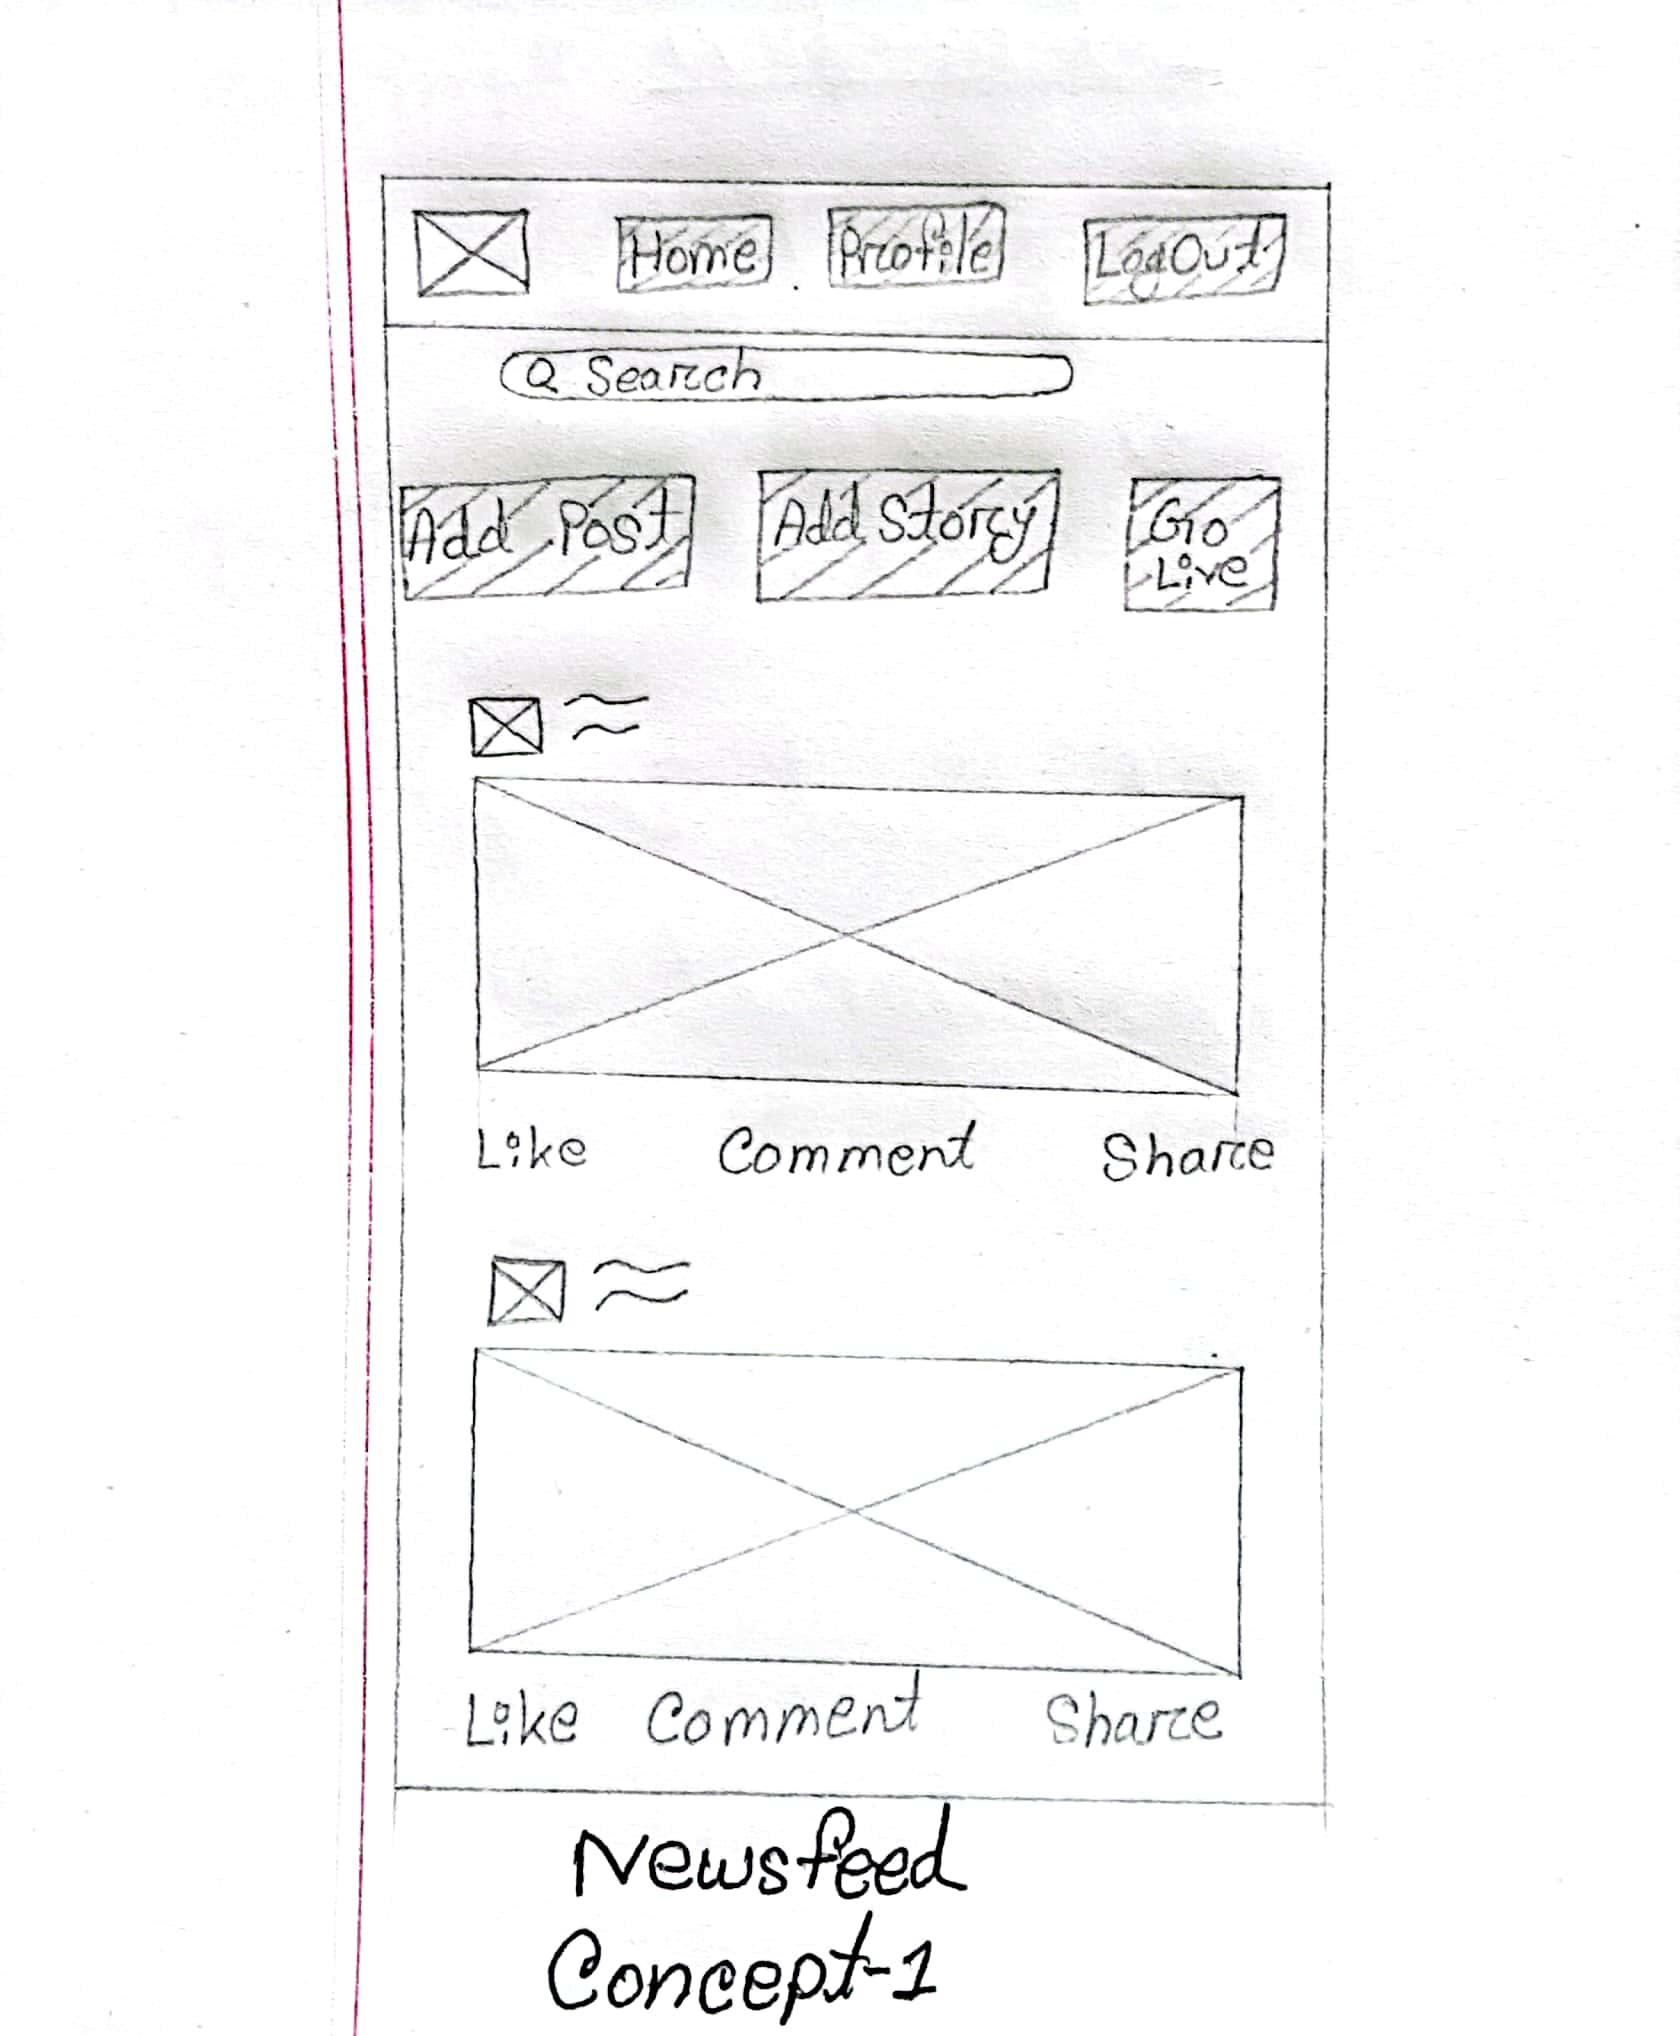 Home Profile LogOut
Search
Add Post Add Story Go
Live
Like Comment Share
Like Comment Share
Newsfeed
Concept-1